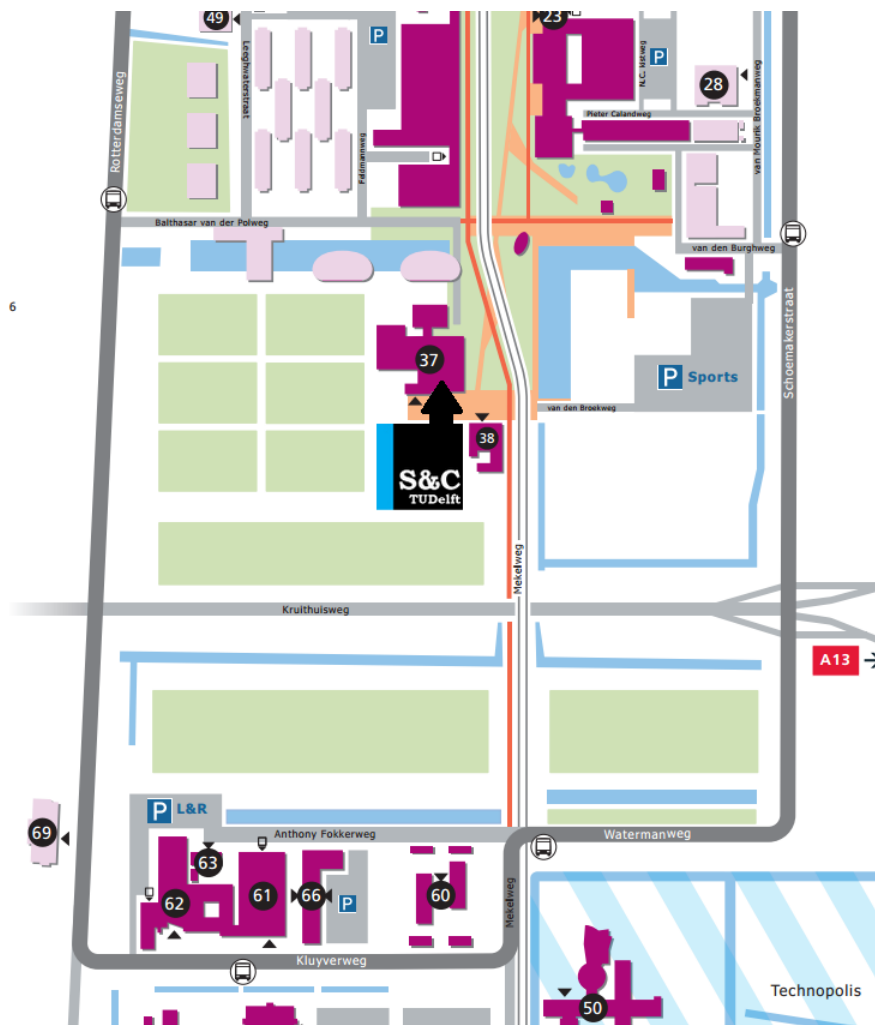 49
P
23
P
Rotterdamseweg
Leeghwaterstraat
Feldmannweg
28
Pieter Calandweg
van Mourik Broekmanweg
Balthasar van der Polweg
van den Burghweg
6
37
P Sports
Schoemakerstraat
van den Broekweg
38
S&C
TUDelft
Mekelweg
Kruithuisweg
A13
P L&R
69
Anthony Fokkerweg
Watermanweg
63
62
61
66
P
60
Mekelweg
Kluyverweg
Technopolis
50